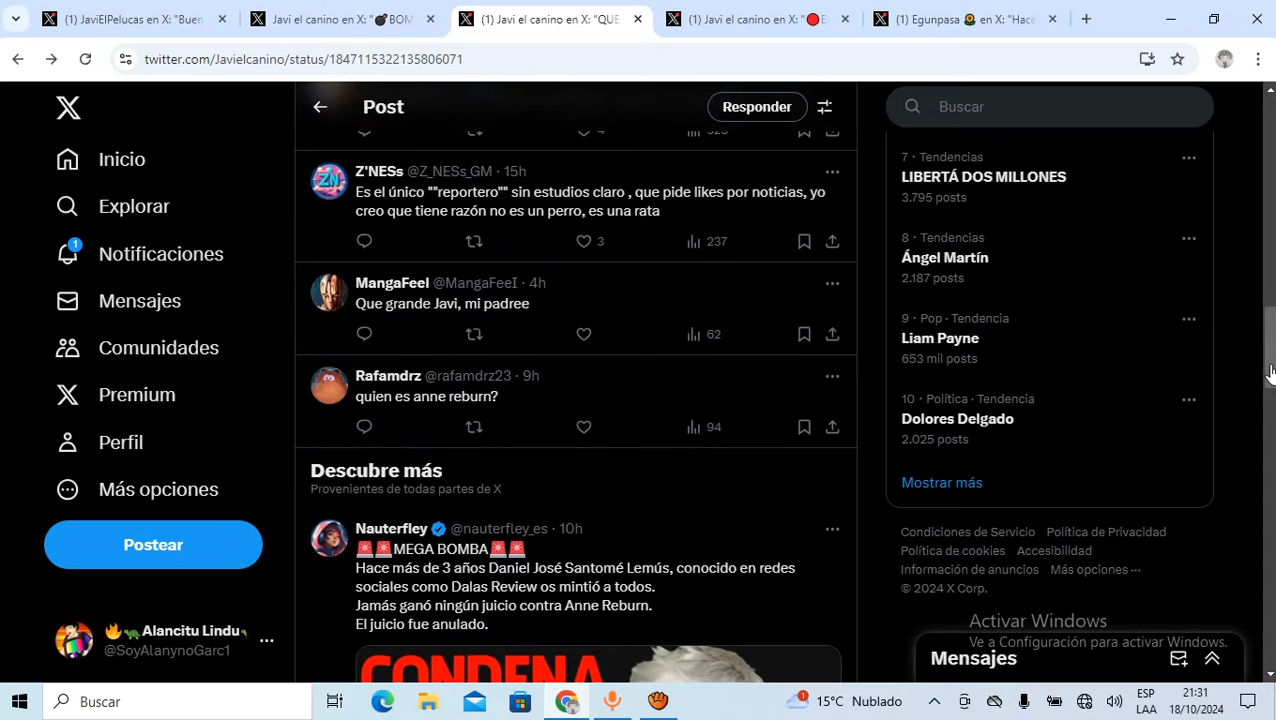 (1) JaviElPelucas en X: "Buen
Javi el canino en X: "💣BOM
(1) Javi el canino en X: "QUE
(1) Javi el canino en X: "🔴E
(1) Egunpasa 🌻 en X: "Hace
twitter.com/Javielcanino/status/1847115322135806071
Inicio
Explorar
1
Notificaciones
Mensajes
Comunidades
Premium
Perfil
Más opciones
Postear
🔥🐢Alancitu Lindu
@SoyAlanynoGarc1
Post
Responder
Z'NESs @Z_NESs_GM · 15h
Es el único ""reportero"" sin estudios claro , que pide likes por noticias, yo
creo que tiene razón no es un perro, es una rata
3
237
MangaFeel @MangaFeeI · 4h
Que grande Javi, mi padree
62
Rafamdrz @rafamdrz23 · 9h
quien es anne reburn?
94
Descubre más
Provenientes de todas partes de X
Nauterfley @nauterfley_es · 10h
🚨🚨MEGA BOMBA🚨🚨
Hace más de 3 años Daniel José Santomé Lemús, conocido en redes
sociales como Dalas Review os mintió a todos.
Jamás ganó ningún juicio contra Anne Reburn.
El juicio fue anulado.
CONDENA
Buscar
7 · Tendencias
LIBERTÁ DOS MILLONES
3.795 posts
8 · Tendencias
Ángel Martín
2.187 posts
9 · Pop · Tendencia
Liam Payne
653 mil posts
10 · Política · Tendencia
Dolores Delgado
2.025 posts
Mostrar más
Condiciones de Servicio Política de Privacidad
Política de cookies Accesibilidad
Información de anuncios Más opciones ···
© 2024 X Corp.
Activar Windows
Ve a Configuración para activar Windows.
Mensajes
Buscar
1
15°C Nublado
ESP
LAA
21:31
18/10/2024